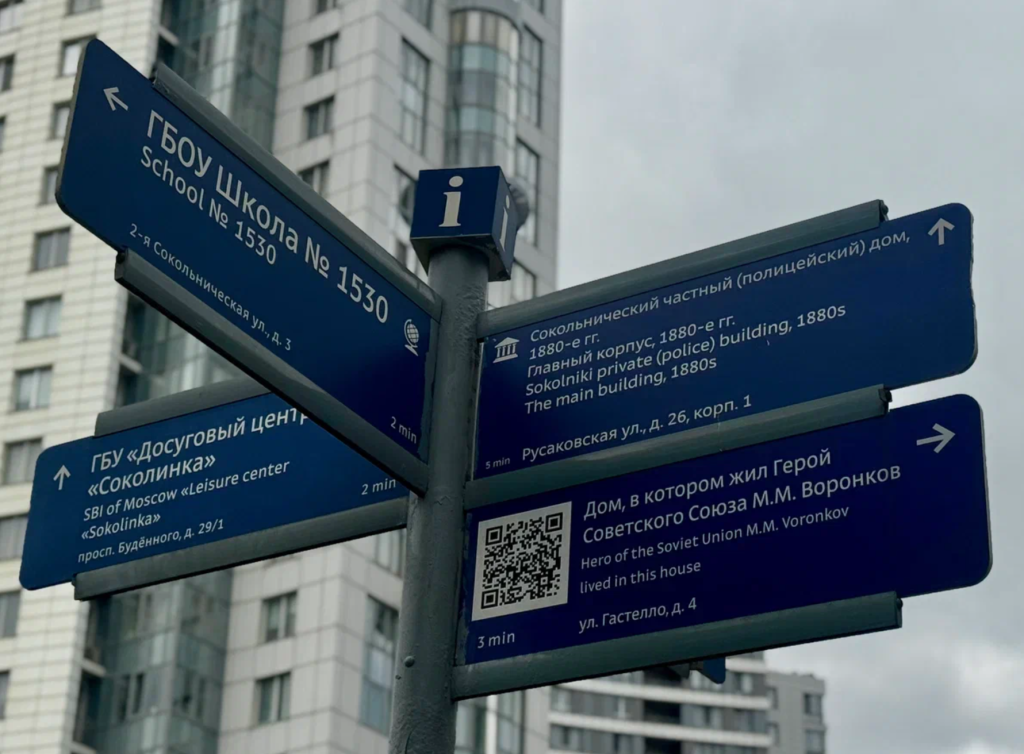 ГБОУ Школа № 1530
School № 1530
2-я Сокольническая ул., д. 3
2 min
i
Сокольнический частный (полицейский) дом,
1880-е гг.
Главный корпус, 1880-е гг.
Sokolniki private (police) building, 1880s
The main building, 1880s
Русаковская ул., д. 26, корп. 1
5 min
ГБУ «Досуговый центр
«Соколинка»
SBI of Moscow «Leisure center
«Sokolinka»
просп. Будённого, д. 29/1
2 min
Дом, в котором жил Герой
Советского Союза М.М. Воронков
Hero of the Soviet Union M.M. Voronkov
lived in this house
ул. Гастелло, д. 4
3 min